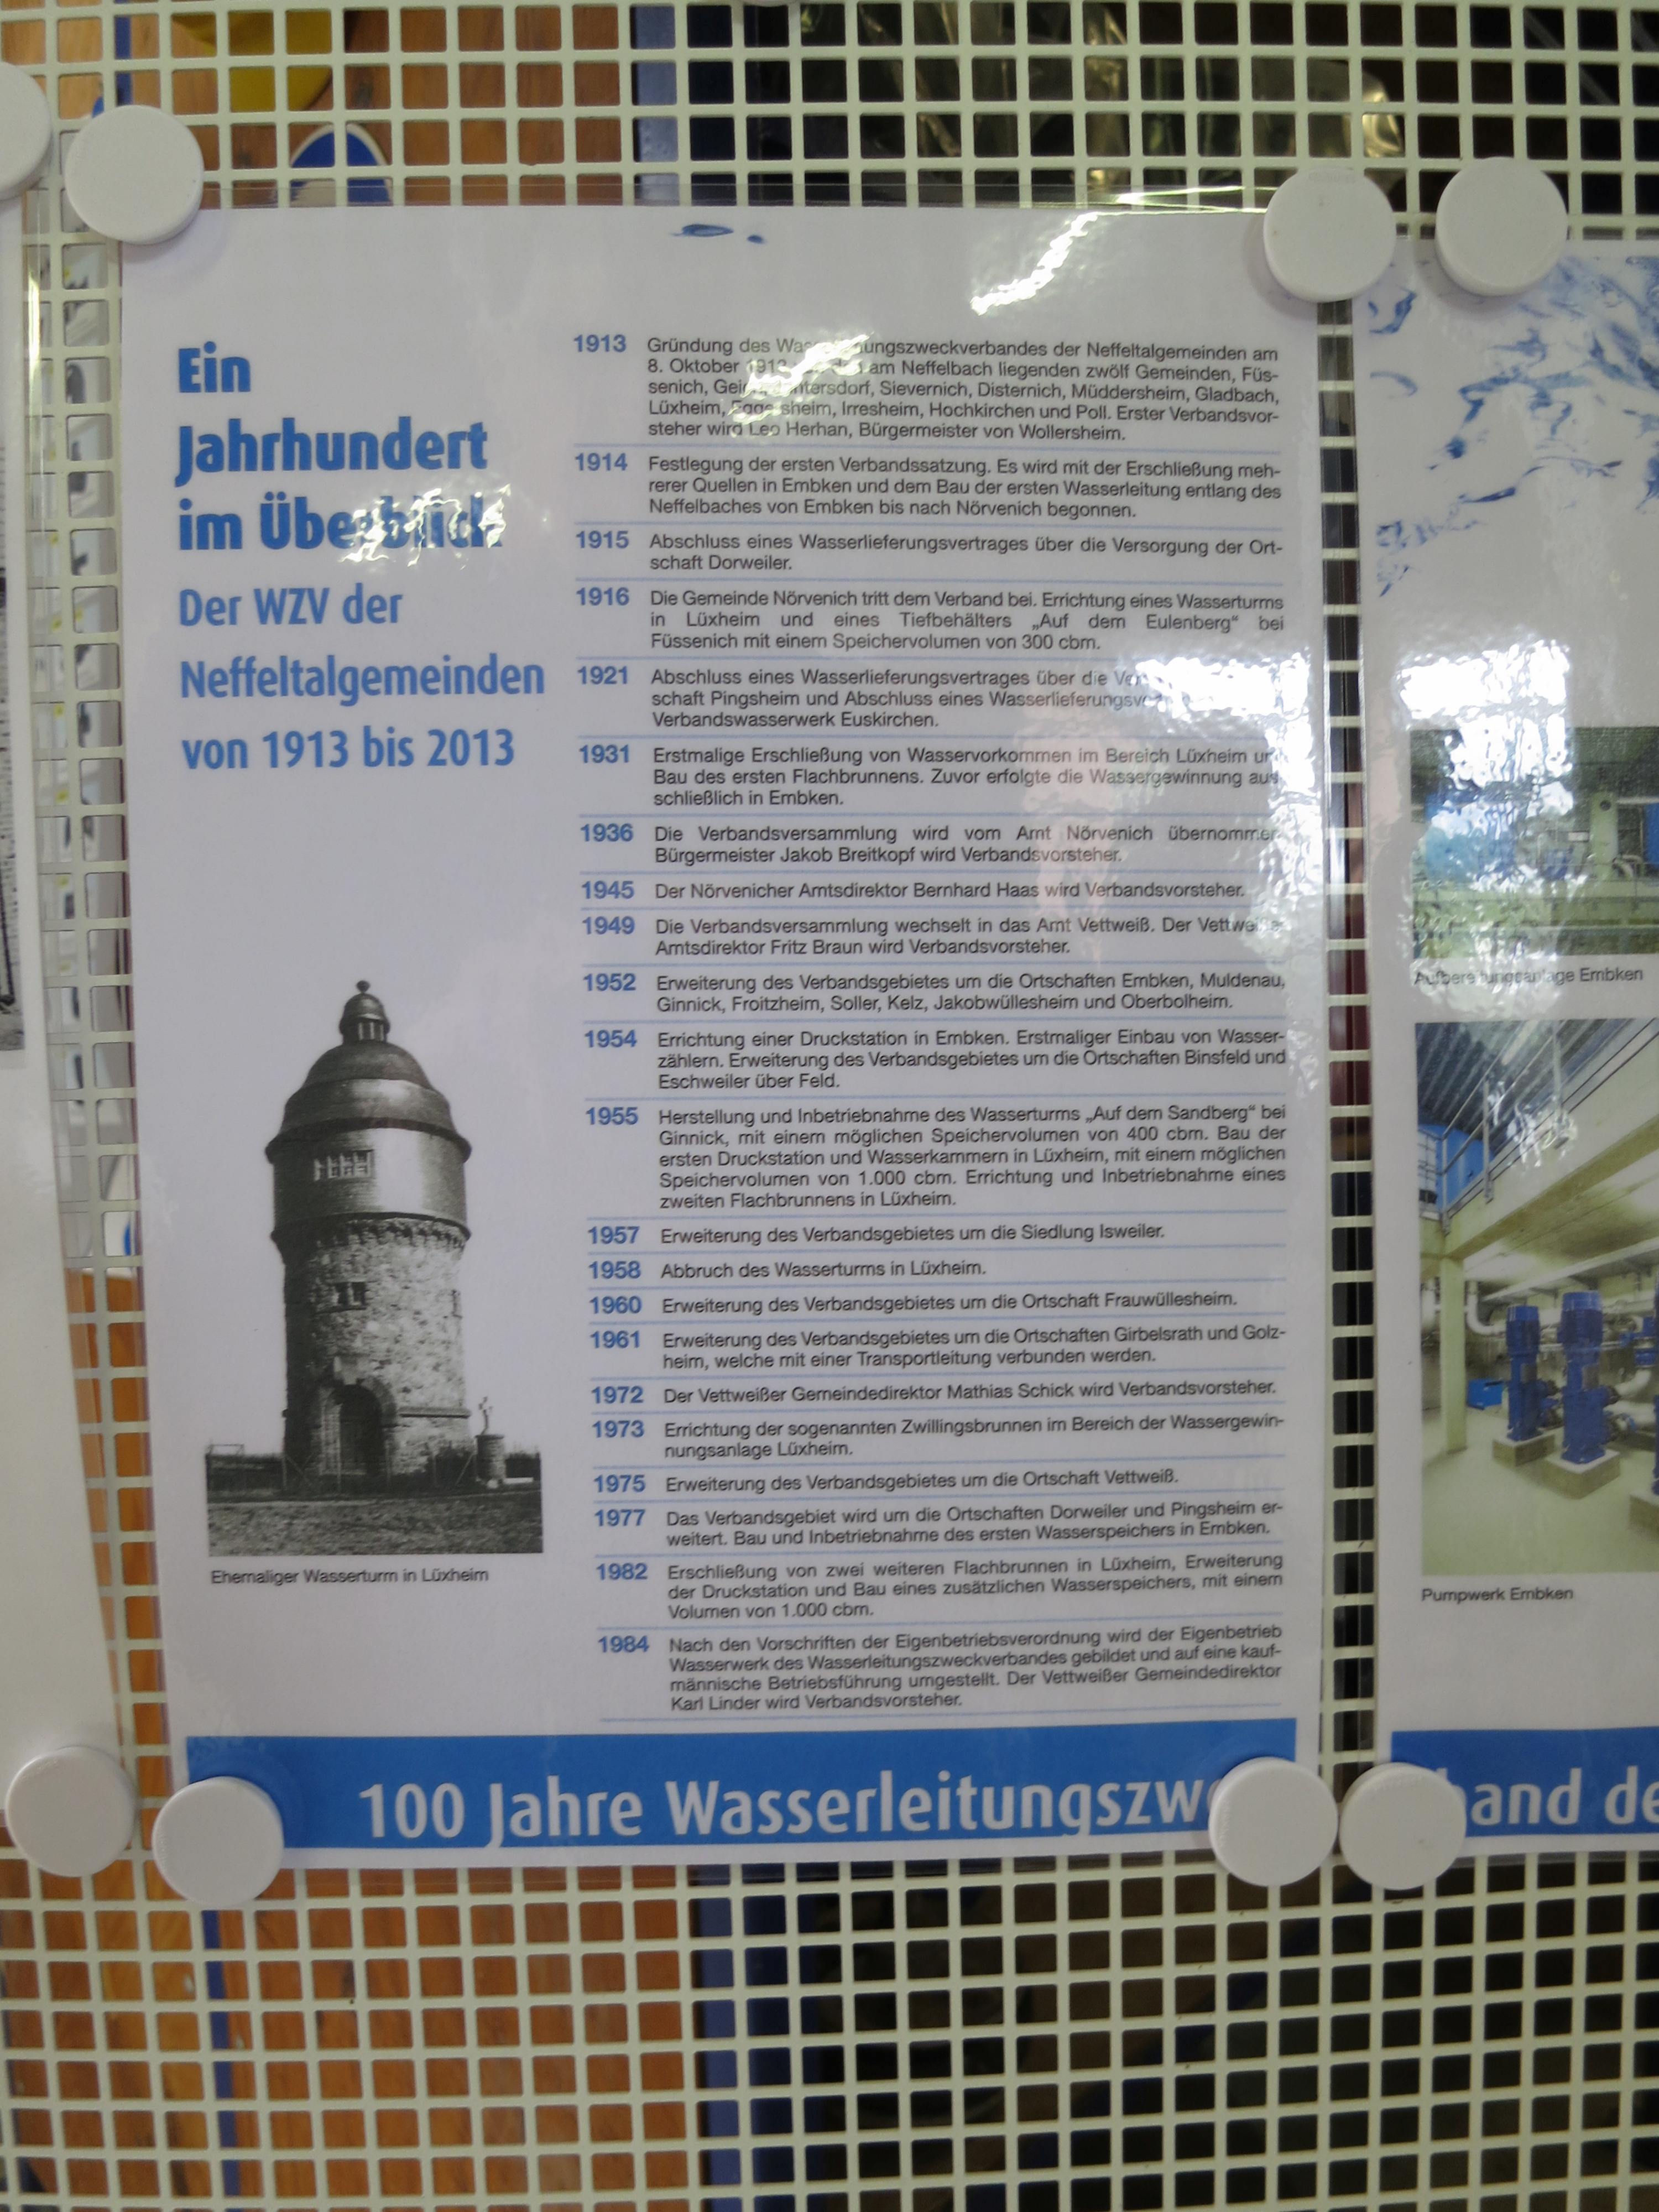 Ein
Jahrhundert
im Überblick
Der WZV der
Neffeltalgemeinden
von 1913 bis 2013
1913 Gründung des ungszweckverbandes der Neffeltalgemeinden am
8. Oktober am Neffelbach liegenden zwölf Gemeinden, Füs-
senich, Sievernich, Disternich, Müddersheim, Gladbach,
Lüxheim, Irresheim, Hochkirchen und Poll. Erster Verbandsvor-
steher wird Leo Herhan, Bürgermeister von Wollersheim.
1914 Festlegung der ersten Verbandssatzung. Es wird mit der Erschließung meh-
rerer Quellen in Embken und dem Bau der ersten Wasserleitung entlang des
Neffelbaches von Embken bis nach Nörvenich begonnen.
1915 Abschluss eines Wasserlieferungsvertrages über die Versorgung der Ort-
schaft Dorweiler.
1916 Die Gemeinde Nörvenich tritt dem Verband bei. Errichtung eines Wasserturms
in Lüxheim und eines Tiefbehälters „Auf dem Eulenberg“ bei
Füssenich mit einem Speichervolumen von 300 cbm.
1921 Abschluss eines Wasserlieferungsvertrages über die
schaft Pingsheim und Abschluss eines
Verbandswasserwerk Euskirchen.
1931 Erstmalige Erschließung von Wasservorkommen im Bereich Lüxheim und
Bau des ersten Flachbrunnens. Zuvor erfolgte die Wassergewinnung aus-
schließlich in Embken.
1936 Die Verbandsversammlung wird vom Amt Nörvenich übernommen.
Bürgermeister Jakob Breitkopf wird Verbandsvorsteher.
1945 Der Nörvenicher Amtsdirektor Bernhard Haas wird Verbandsvorsteher.
1949 Die Verbandsversammlung wechselt in das Amt Vettweiß. Der Vettweißer
Amtsdirektor Fritz Braun wird Verbandsvorsteher.
1952 Erweiterung des Verbandsgebietes um die Ortschaften Embken, Muldenau,
Ginnick, Froitzheim, Soller, Kelz, Jakobwüllesheim und Oberbolheim.
1954 Errichtung einer Druckstation in Embken. Erstmaliger Einbau von Wasser-
zählern. Erweiterung des Verbandsgebietes um die Ortschaften Binsfeld und
Eschweiler über Feld.
1955 Herstellung und Inbetriebnahme des Wasserturms „Auf dem Sandberg“ bei
Ginnick, mit einem möglichen Speichervolumen von 400 cbm. Bau der
ersten Druckstation und Wasserkammern in Lüxheim, mit einem möglichen
Speichervolumen von 1.000 cbm. Errichtung und Inbetriebnahme eines
zweiten Flachbrunnens in Lüxheim.
1957 Erweiterung des Verbandsgebietes um die Siedlung Isweiler.
1958 Abbruch des Wasserturms in Lüxheim.
1960 Erweiterung des Verbandsgebietes um die Ortschaft Frauwüllesheim.
1961 Erweiterung des Verbandsgebietes um die Ortschaften Girbelsrath und Golz-
heim, welche mit einer Transportleitung verbunden werden.
1972 Der Vettweißer Gemeindedirektor Mathias Schick wird Verbandsvorsteher.
1973 Errichtung der sogenannten Zwillingsbrunnen im Bereich der Wassergewin-
nungsanlage Lüxheim.
1975 Erweiterung des Verbandsgebietes um die Ortschaft Vettweiß.
1977 Das Verbandsgebiet wird um die Ortschaften Dorweiler und Pingsheim er-
weitert. Bau und Inbetriebnahme des ersten Wasserspeichers in Embken.
1982 Erschließung von zwei weiteren Flachbrunnen in Lüxheim, Erweiterung
der Druckstation und Bau eines zusätzlichen Wasserspeichers, mit einem
Volumen von 1.000 cbm.
1984 Nach den Vorschriften der Eigenbetriebsverordnung wird der Eigenbetrieb
Wasserwerk des Wasserleitungszweckverbandes gebildet und auf eine kauf-
männische Betriebsführung umgestellt. Der Vettweißer Gemeindedirektor
Karl Linder wird Verbandsvorsteher.
Ehemaliger Wasserturm in Lüxheim
100 Jahre Wasserleitungszwe
Aufbereitungsanlage Embken
Pumpwerk Embken
band de